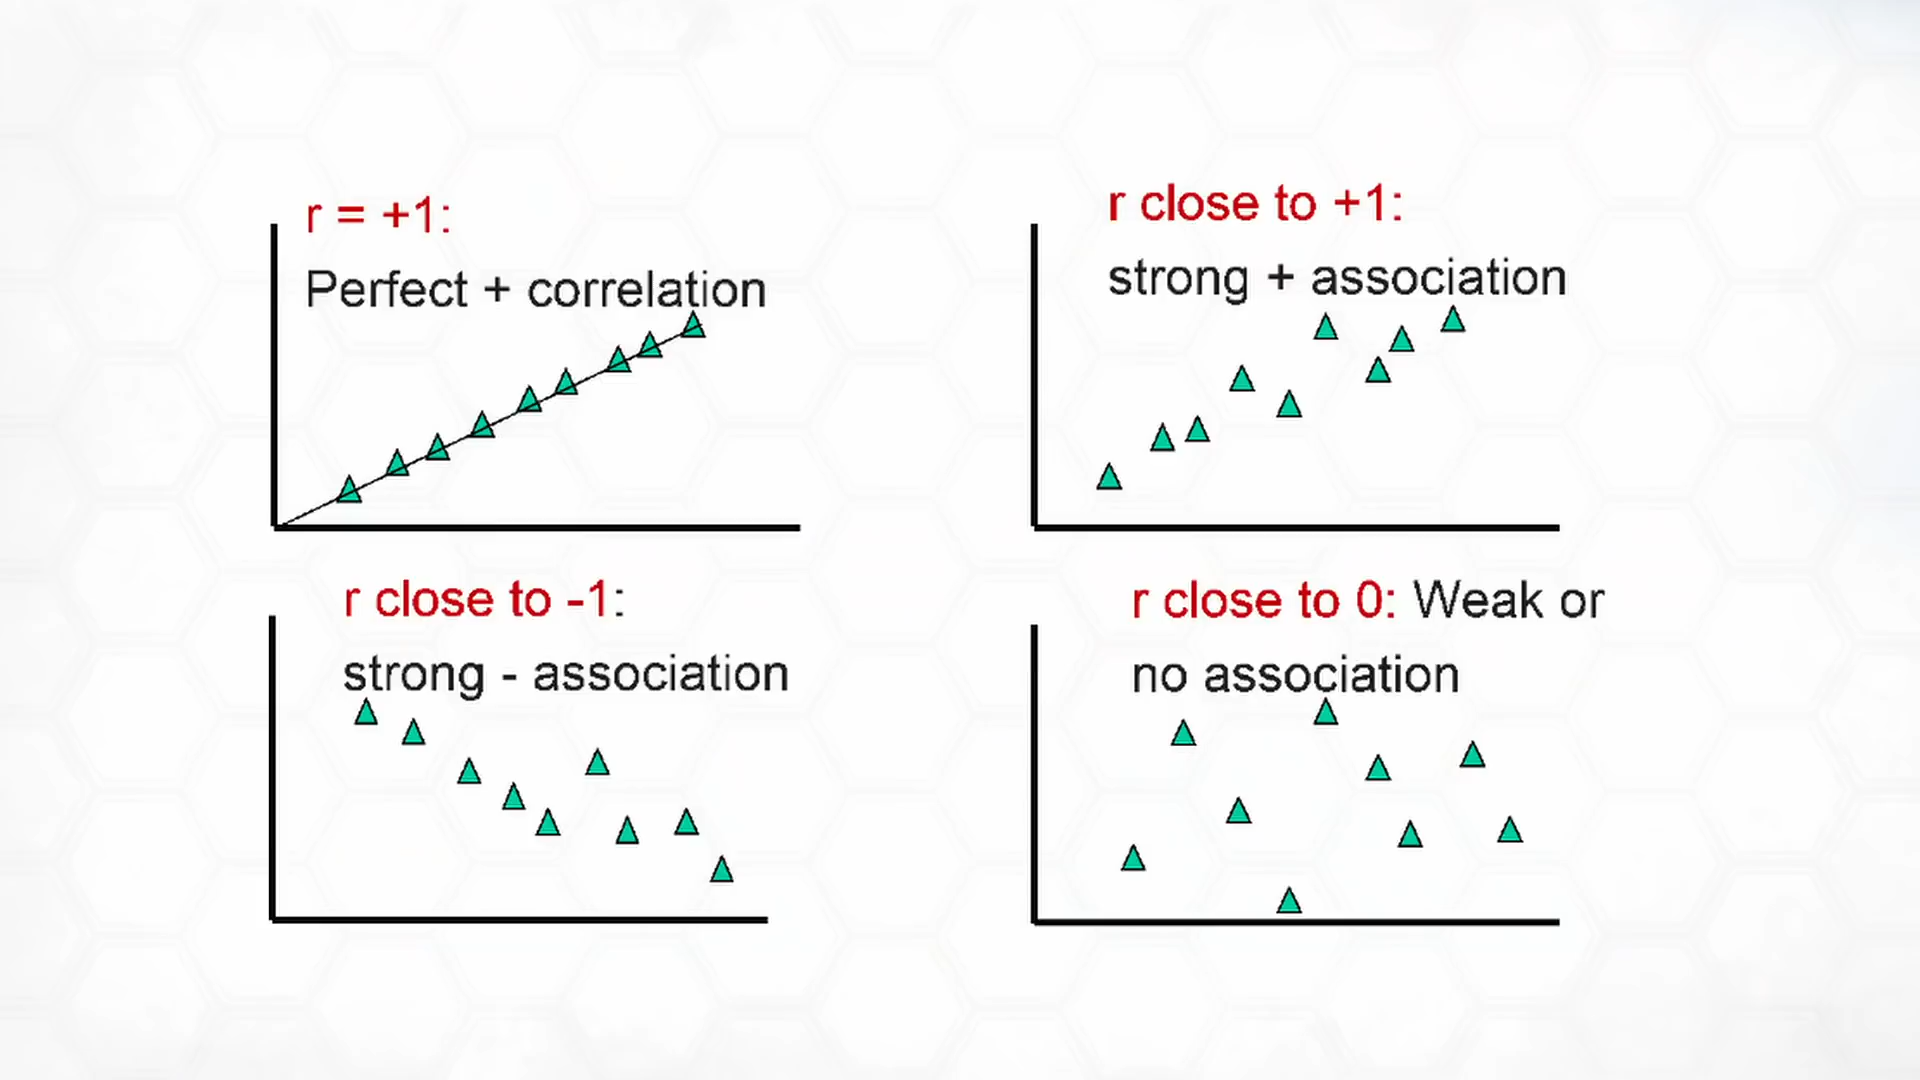 r = +1:
Perfect + correlation
r close to +1:
strong + association
r close to -1:
strong - association
r close to 0: Weak or
no association